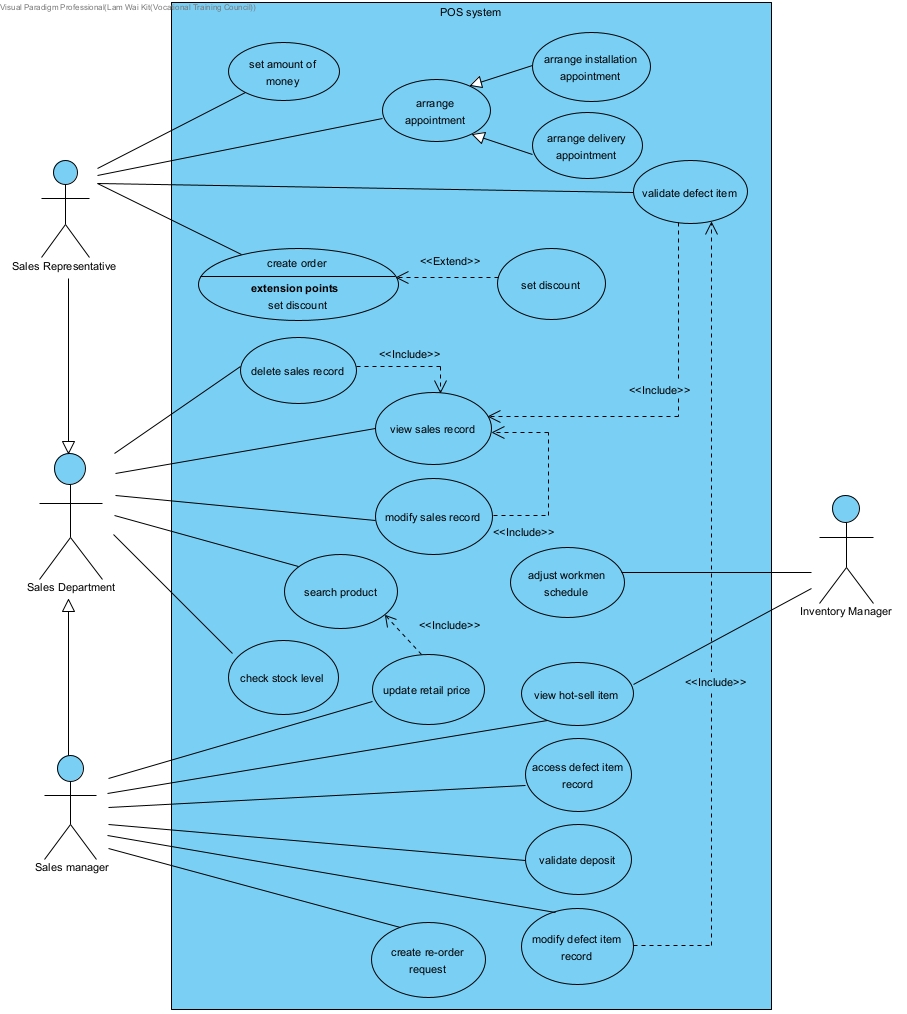 Visual Paradigm Professional(Lam Wai Kit(Vocational Training Council))
POS system
set amount of
money
arrange
appointment
arrange installation
appointment
arrange delivery
appointment
validate defect item
Sales Representative
create order
extension points
set discount
<<Extend>>
set discount
delete sales record
<<Include>>
view sales record
<<Include>>
modify sales record
<<Include>>
Sales Department
search product
adjust workmen
schedule
Inventory Manager
<<Include>>
check stock level
update retail price
view hot-sell item
<<Include>>
access defect item
record
Sales manager
validate deposit
modify defect item
record
create re-order
request